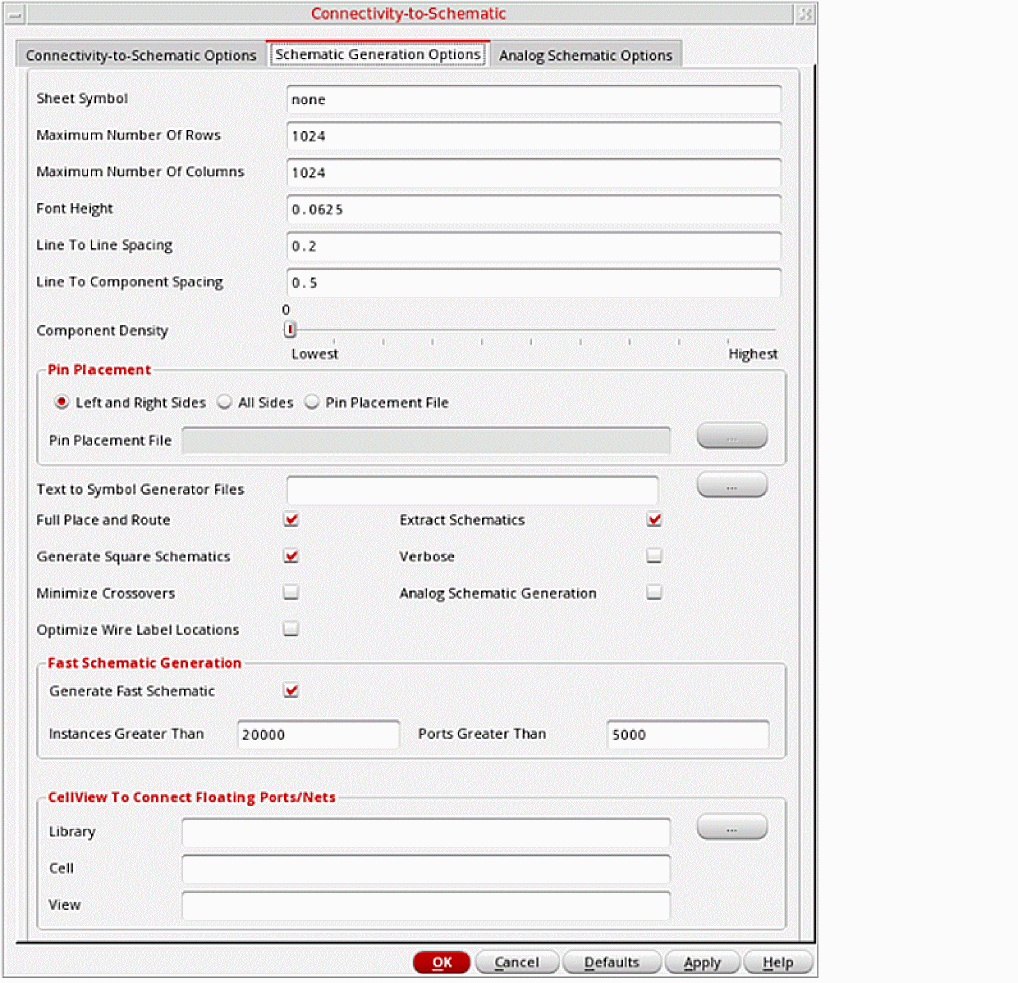 Connectivity-to-Schematic
Connectivity-to-Schematic Options Schematic Generation Options Analog Schematic Options
Sheet Symbol none
Maximum Number Of Rows 1024
Maximum Number Of Columns 1024
Font Height 0.0625
Line To Line Spacing 0.2
Line To Component Spacing 0.5
0
Component Density
Lowest Highest
Pin Placement
Left and Right Sides All Sides Pin Placement File
Pin Placement File ...
Text to Symbol Generator Files ...
Full Place and Route Extract Schematics
Generate Square Schematics Verbose
Minimize Crossovers Analog Schematic Generation
Optimize Wire Label Locations
Fast Schematic Generation
Generate Fast Schematic
Instances Greater Than 20000 Ports Greater Than 5000
CellView To Connect Floating Ports/Nets
Library ...
Cell
View
OK Cancel Defaults Apply Help